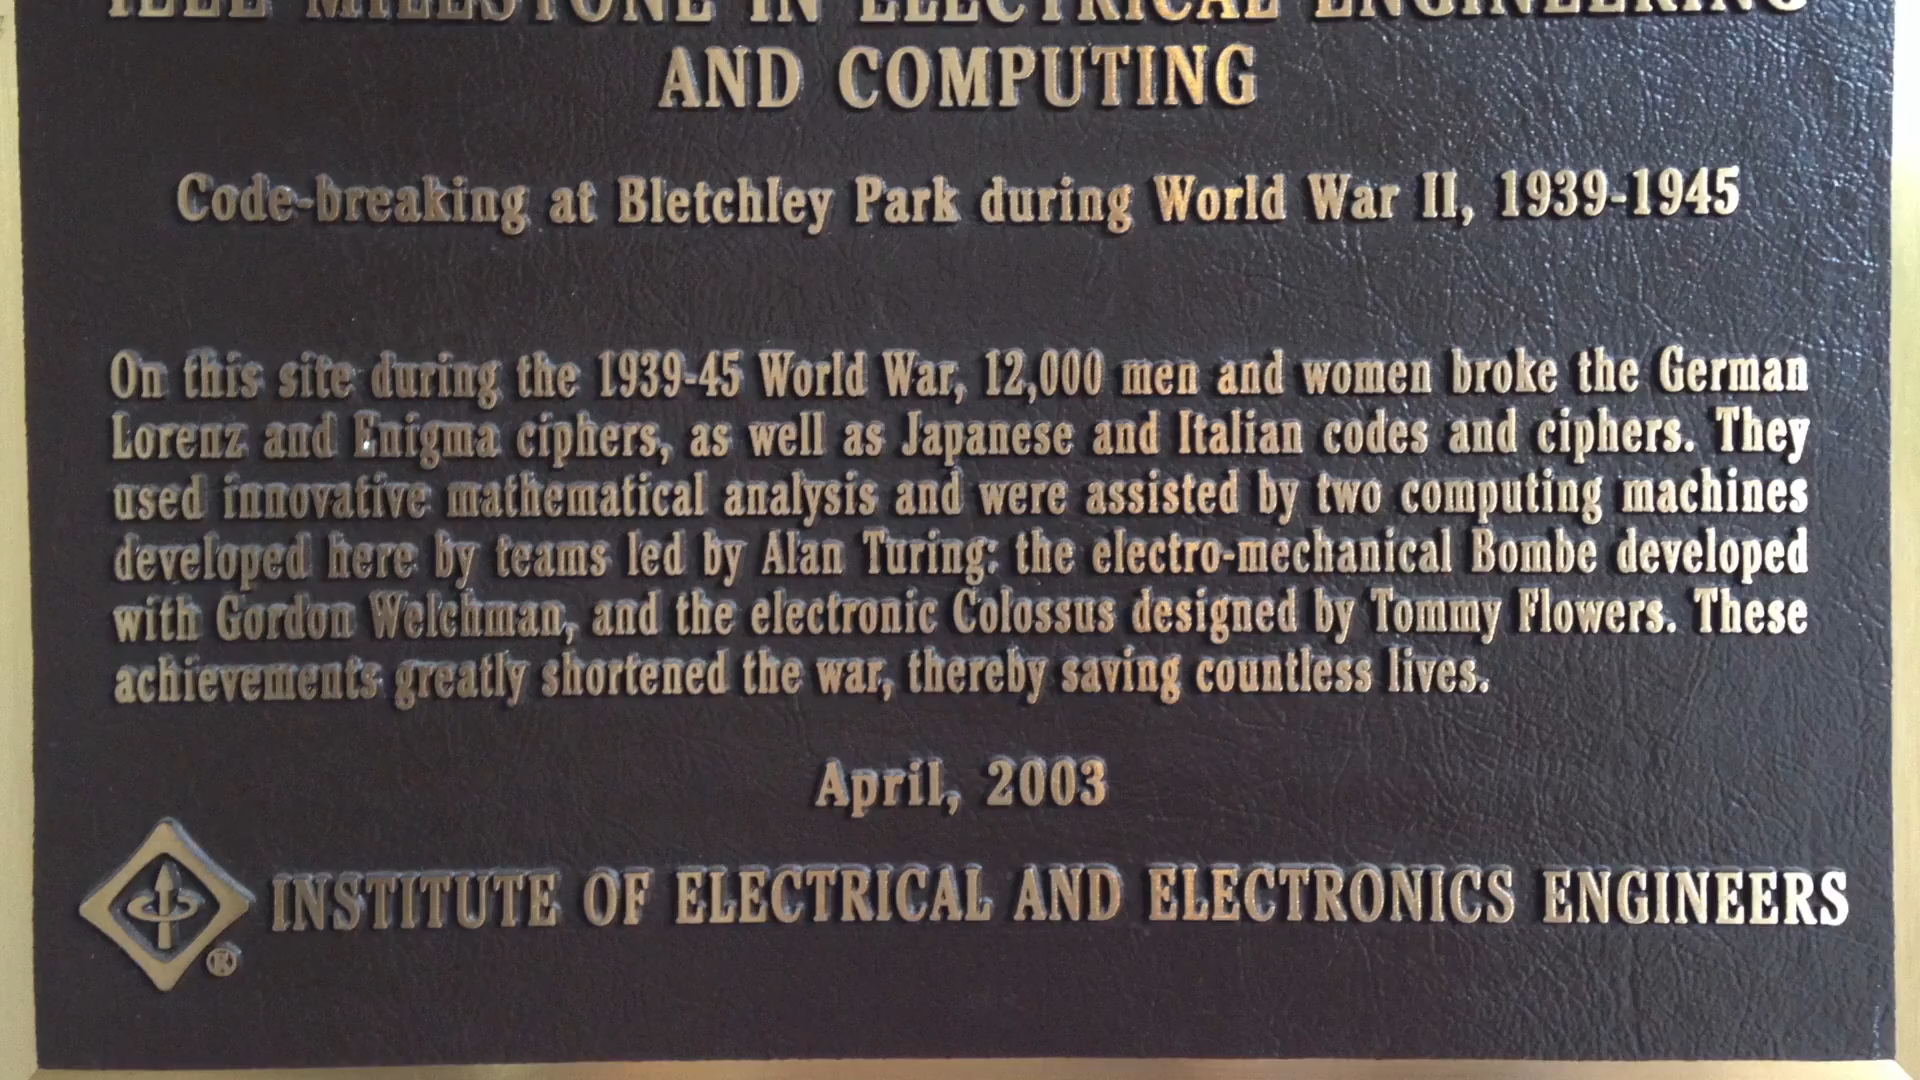 IEEE MILESTONE IN ELECTRICAL ENGINEERING
AND COMPUTING
Code-breaking at Bletchley Park during World War II, 1939-1945
On this site during the 1939-45 World War, 12,000 men and women broke the German
Lorenz and Enigma ciphers, as well as Japanese and Italian codes and ciphers. They
used innovative mathematical analysis and were assisted by two computing machines
developed here by teams led by Alan Turing: the electro-mechanical Bombe developed
with Gordon Welchman, and the electronic Colossus designed by Tommy Flowers. These
achievements greatly shortened the war, thereby saving countless lives.
April, 2003
INSTITUTE OF ELECTRICAL AND ELECTRONICS ENGINEERS
®